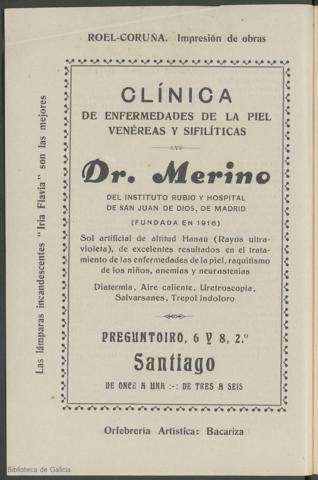 ROEL-CORUÑA. Impresión de obras
Las lámparas incandescentes "Iria Flavia" son las mejores
CLÍNICA
DE ENFERMEDADES DE LA PIEL
VENÉREAS Y SIFILÍTICAS
Dr. Merino
DEL INSTITUTO RUBIO Y HOSPITAL
DE SAN JUAN DE DIOS, DE MADRID
(FUNDADA EN 1916)
Sol artificial de altitud Hanau (Rayos ultra-
violeta), de excelentes resultados en el trata-
miento de las enfermedades de la piel, raquitismo
de los niños, anemias y neurastenias
Diatermia, Aire caliente, Uretroscopia,
Salvarsanes, Trepol indoloro
PREGUNTOIRO, 6 Y 8, 2.º
Santiago
DE ONCE A UNA :-: DE TRES A SEIS
Orfebrería Artística: Bacariza
Biblioteca de Galicia